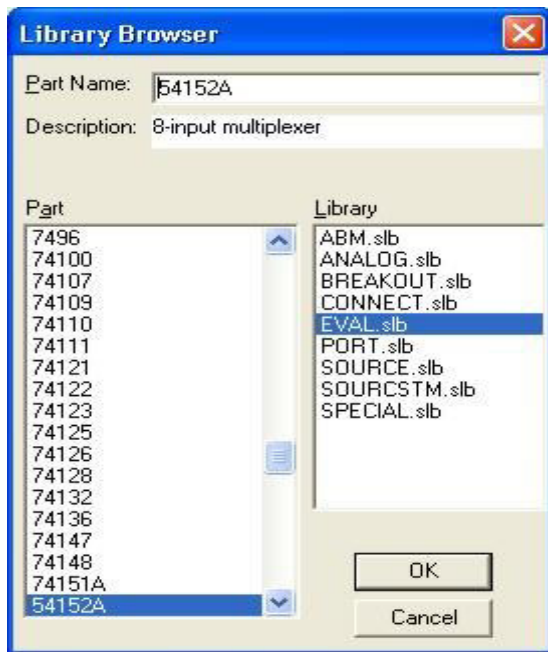 Library Browser
Part Name: 54152A
Description: 8-input multiplexer
Part
7496
74100
74107
74109
74110
74111
74121
74122
74123
74125
74126
74128
74132
74136
74147
74148
74151A
54152A
Library
ABM.slb
ANALOG.slb
BREAKOUT.slb
CONNECT.slb
EVAL.slb
PORT.slb
SOURCE.slb
SOURCSTM.slb
SPECIAL.slb
OK
Cancel